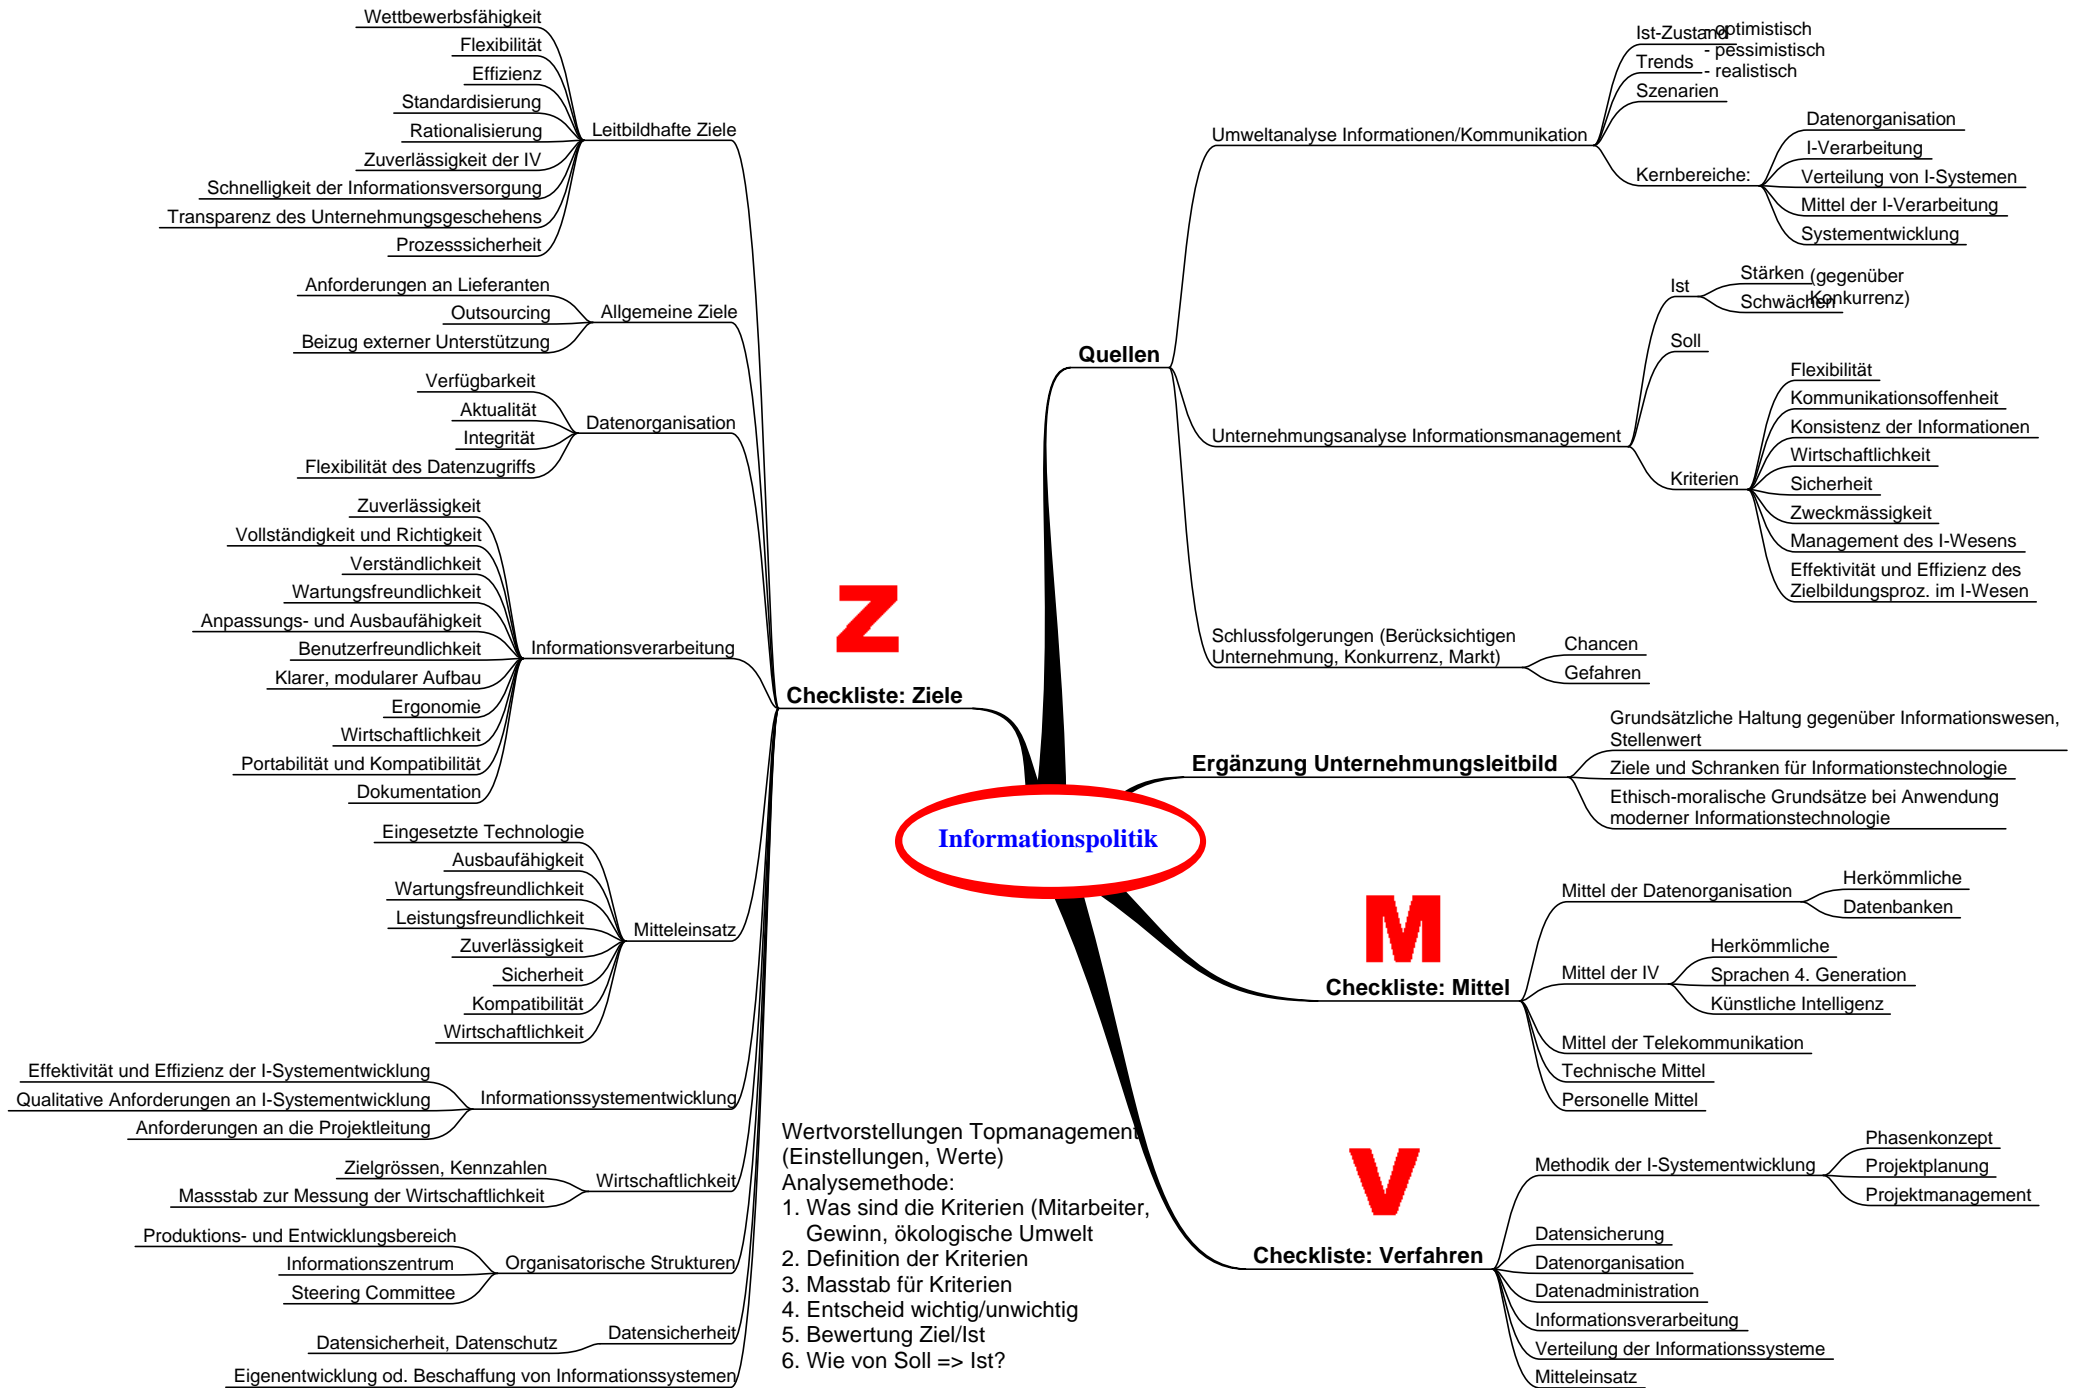 Informationspolitik
Z
Checkliste: Ziele
Leitbildhafte Ziele
Wettbewerbsfähigkeit
Flexibilität
Effizienz
Standardisierung
Rationalisierung
Zuverlässigkeit der IV
Schnelligkeit der Informationsversorgung
Transparenz des Unternehmungsgeschehens
Prozesssicherheit
Allgemeine Ziele
Anforderungen an Lieferanten
Outsourcing
Beizug externer Unterstützung
Datenorganisation
Verfügbarkeit
Aktualität
Integrität
Flexibilität des Datenzugriffs
Informationsverarbeitung
Zuverlässigkeit
Vollständigkeit und Richtigkeit
Verständlichkeit
Wartungsfreundlichkeit
Anpassungs- und Ausbaufähigkeit
Benutzerfreundlichkeit
Klarer, modularer Aufbau
Ergonomie
Wirtschaftlichkeit
Portabilität und Kompatibilität
Dokumentation
Mitteleinsatz
Eingesetzte Technologie
Ausbaufähigkeit
Wartungsfreundlichkeit
Leistungsfreundlichkeit
Zuverlässigkeit
Sicherheit
Kompatibilität
Wirtschaftlichkeit
Informationssystementwicklung
Effektivität und Effizienz der I-Systementwicklung
Qualitative Anforderungen an I-Systementwicklung
Anforderungen an die Projektleitung
Wirtschaftlichkeit
Zielgrössen, Kennzahlen
Massstab zur Messung der Wirtschaftlichkeit
Organisatorische Strukturen
Produktions- und Entwicklungsbereich
Informationszentrum
Steering Committee
Datensicherheit
Datensicherheit, Datenschutz
Eigenentwicklung od. Beschaffung von Informationssystemen
Quellen
Umweltanalyse Informationen/Kommunikation
Ist-Zustand
Trends
Szenarien
- optimistisch
- pessimistisch
- realistisch
Kernbereiche:
Datenorganisation
I-Verarbeitung
Verteilung von I-Systemen
Mittel der I-Verarbeitung
Systementwicklung
Unternehmungsanalyse Informationsmanagement
Ist
Stärken
Schwächen
(gegenüber
Konkurrenz)
Soll
Kriterien
Flexibilität
Kommunikationsoffenheit
Konsistenz der Informationen
Wirtschaftlichkeit
Sicherheit
Zweckmässigkeit
Management des I-Wesens
Effektivität und Effizienz des
Zielbildungsproz. im I-Wesen
Schlussfolgerungen (Berücksichtigen
Unternehmung, Konkurrenz, Markt)
Chancen
Gefahren
Ergänzung Unternehmungsleitbild
Grundsätzliche Haltung gegenüber Informationswesen,
Stellenwert
Ziele und Schranken für Informationstechnologie
Ethisch-moralische Grundsätze bei Anwendung
moderner Informationstechnologie
M
Checkliste: Mittel
Mittel der Datenorganisation
Herkömmliche
Datenbanken
Mittel der IV
Herkömmliche
Sprachen 4. Generation
Künstliche Intelligenz
Mittel der Telekommunikation
Technische Mittel
Personelle Mittel
V
Checkliste: Verfahren
Methodik der I-Systementwicklung
Phasenkonzept
Projektplanung
Projektmanagement
Datensicherung
Datenorganisation
Datenadministration
Informationsverarbeitung
Verteilung der Informationssysteme
Mitteleinsatz
Wertvorstellungen Topmanagement
(Einstellungen, Werte)
Analysemethode:
1. Was sind die Kriterien (Mitarbeiter,
Gewinn, ökologische Umwelt
2. Definition der Kriterien
3. Masstab für Kriterien
4. Entscheid wichtig/unwichtig
5. Bewertung Ziel/Ist
6. Wie von Soll => Ist?